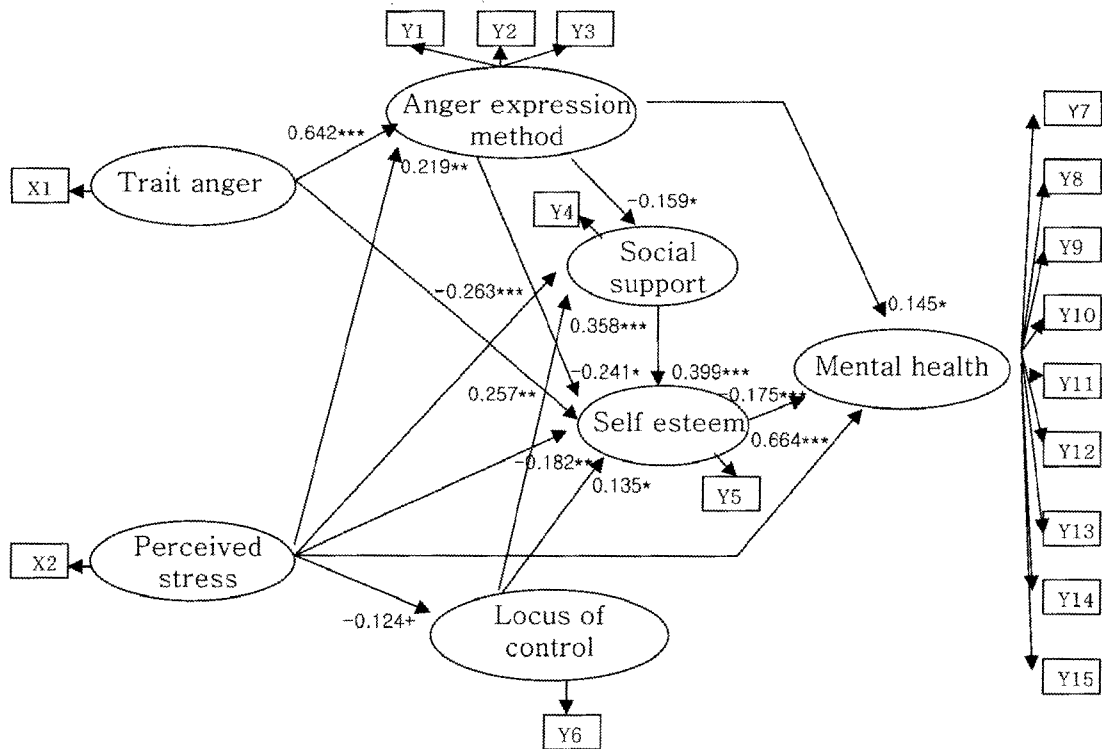 Y1
Y2
Y3
Anger expression
method
Y7
0.642***
0.219**
Y8
X1
Trait anger
-0.159*
Y4
Y9
Social
support
-0.263***
0.145*
Y10
0.358***
Mental health
Y11
-0.241*
0.399***
0.257**
-0.175***
Self esteem
0.664***
Y12
-0.182**
0.135*
Y5
Y13
X2
Perceived
stress
Y14
-0.124+
Locus of
control
Y15
Y6